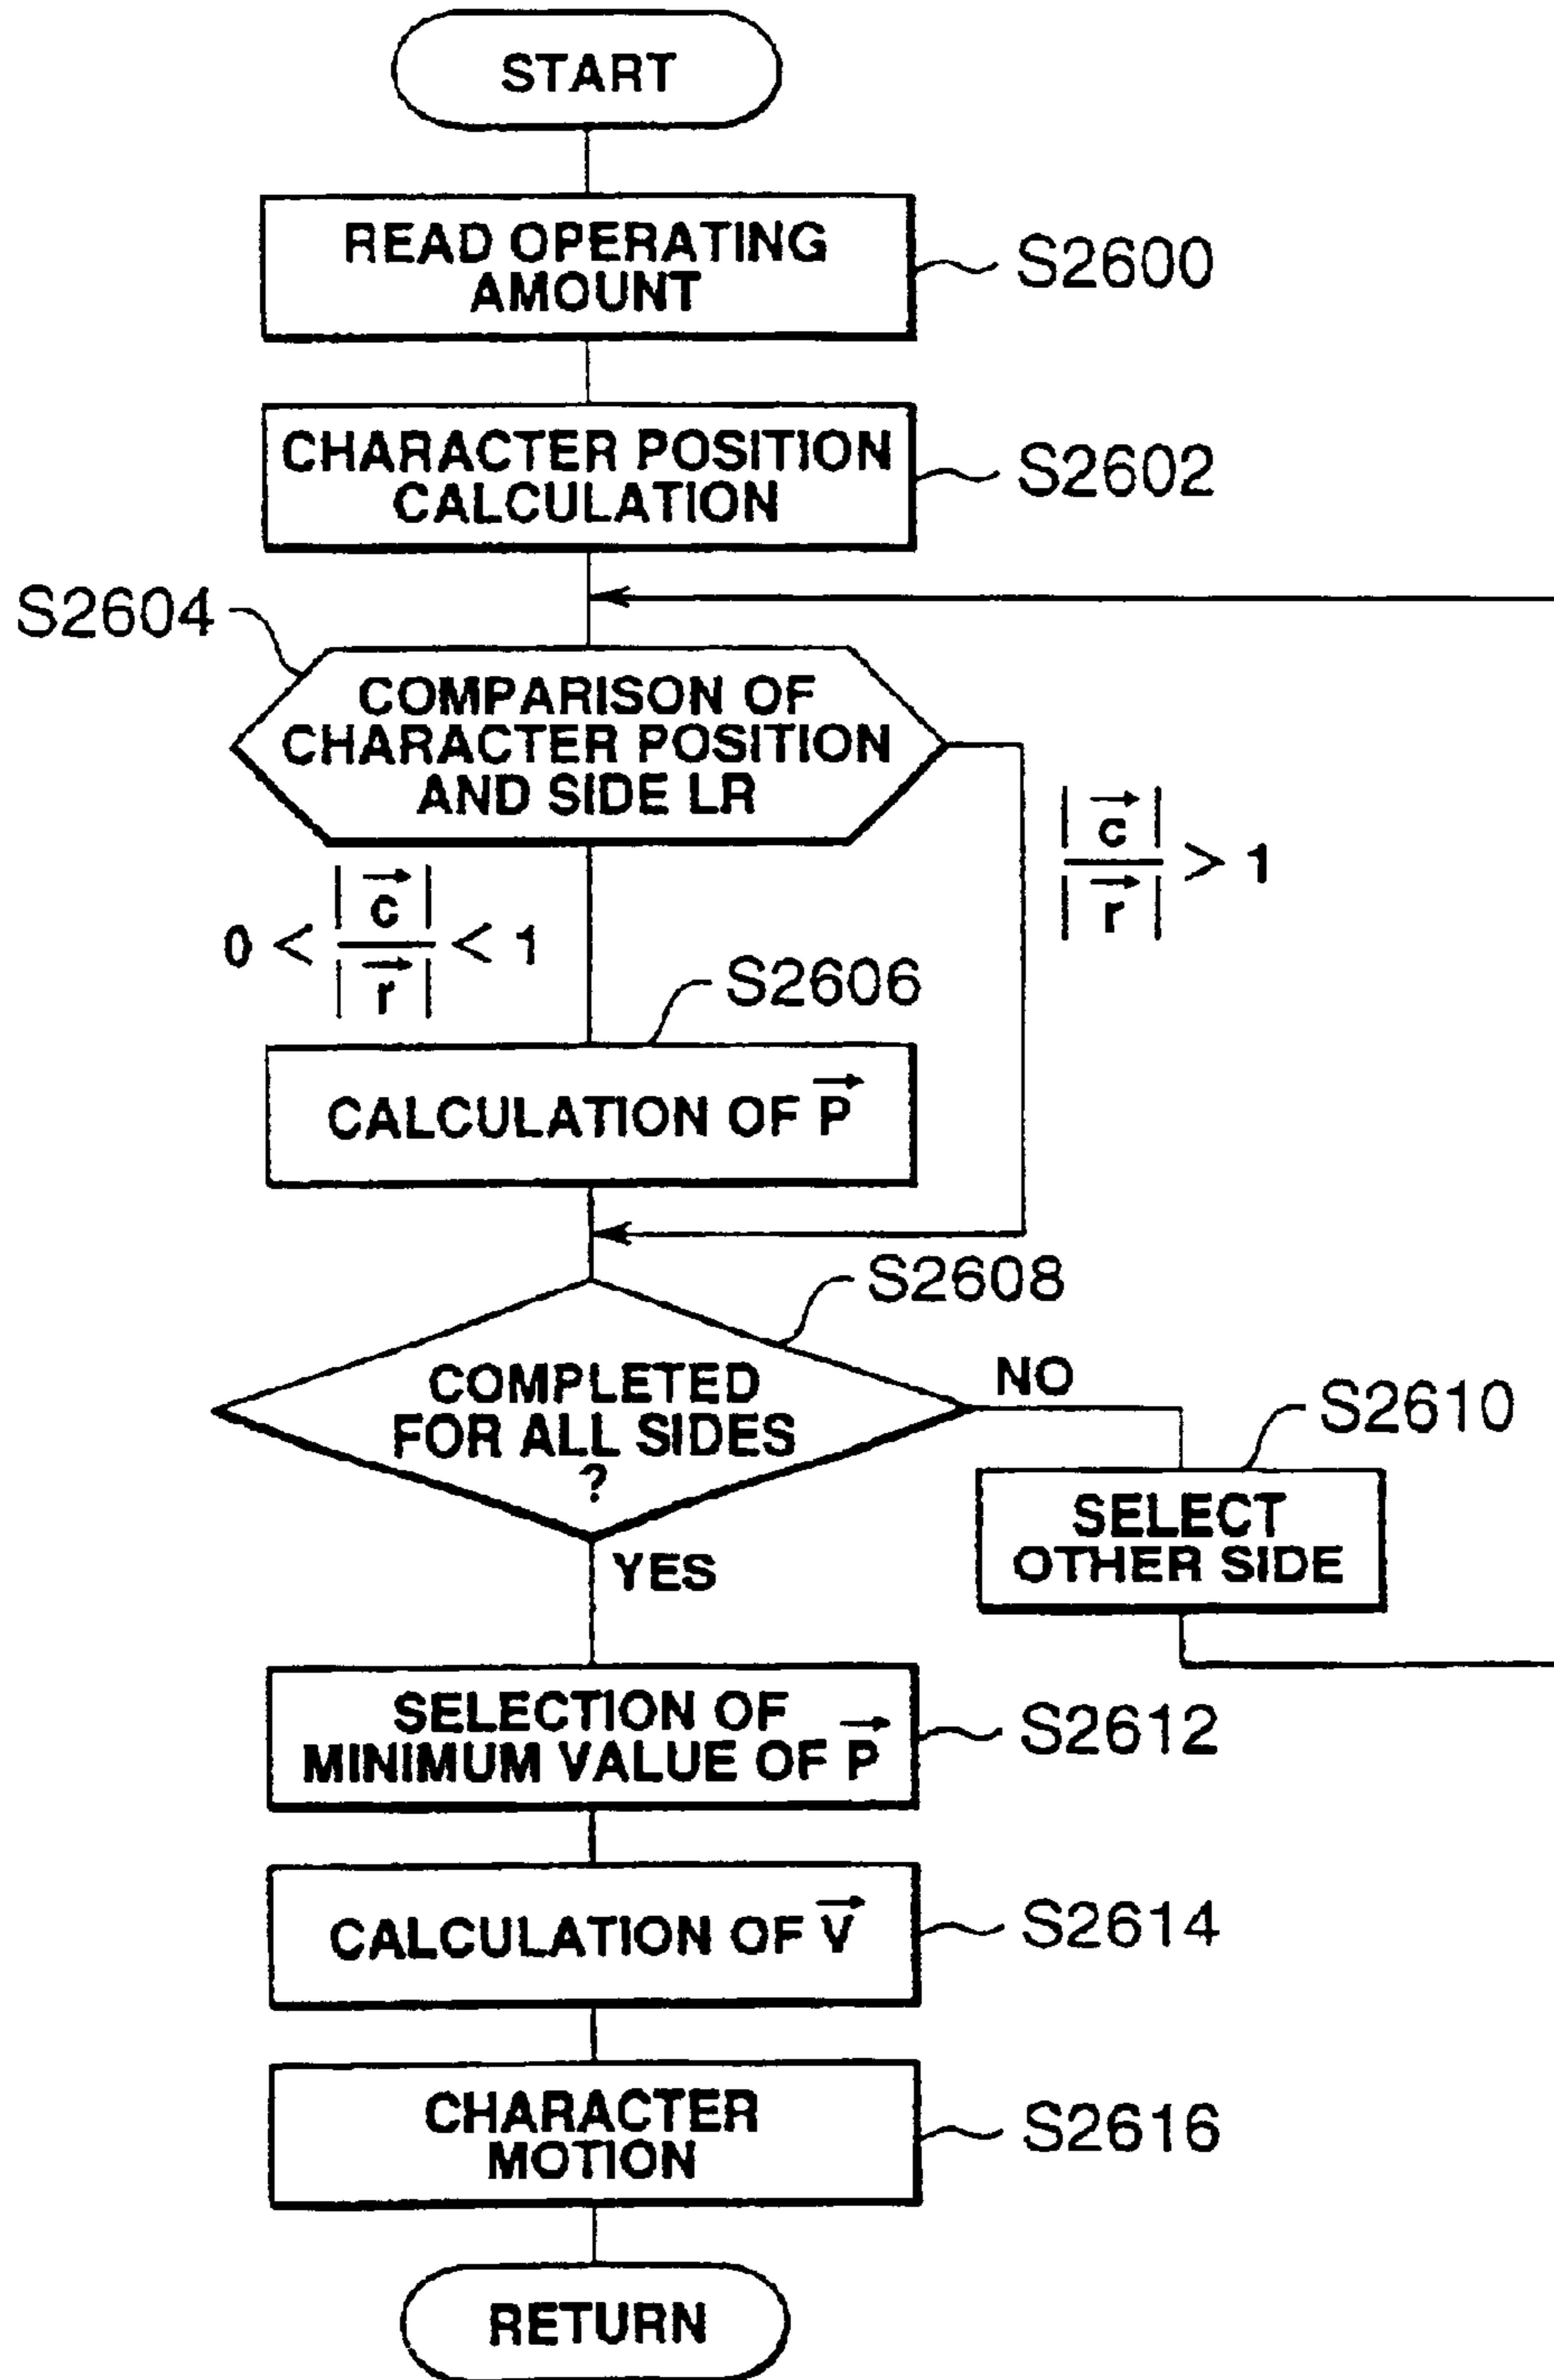 START
READ OPERATING
AMOUNT
S2600
CHARACTER POSITION
CALCULATION
S2602
S2604
COMPARISON OF
CHARACTER POSITION
AND SIDE LR
|c⃗| / |r⃗| > 1
0 < |c⃗| / |r⃗| < 1
S2606
CALCULATION OF P⃗
S2608
COMPLETED
FOR ALL SIDES
?
NO
S2610
SELECT
OTHER SIDE
YES
SELECTION OF
MINIMUM VALUE OF P⃗
S2612
CALCULATION OF V⃗
S2614
CHARACTER
MOTION
S2616
RETURN